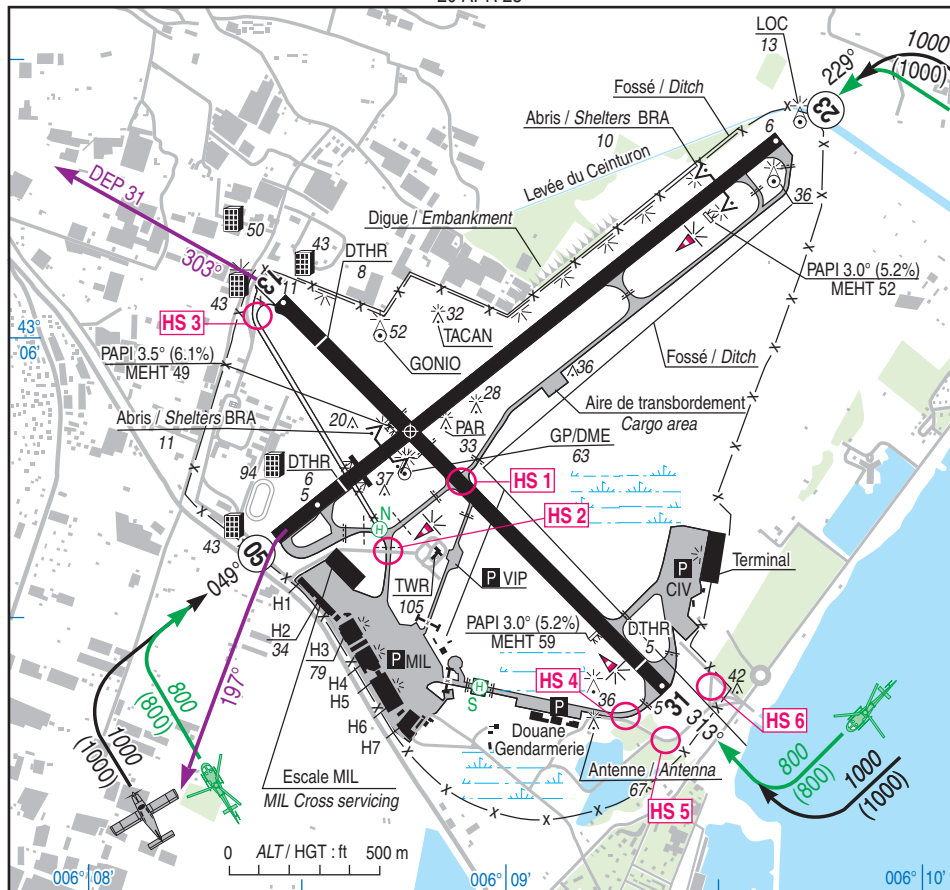 LOC
13
229°
1000
(1000)
23
Fossé / Ditch
Abris / Shelters BRA
10
6
Levée du Ceinturon
36
DEP 31
303°
50
43
DTHR
8
Digue / Embankment
PAPI 3.0° (5.2%)
MEHT 52
13
11
43
HS 3
32
TACAN
52
GONIO
43°
06'
PAPI 3.5° (6.1%)
MEHT 49
Fossé / Ditch
36
Abris / Shelters BRA
11
20
28
PAR
33
Aire de transbordement
Cargo area
GP/DME
63
94
DTHR
6
5
37
HS 1
N
H
HS 2
43
05
049°
TWR
105
P VIP
P
CIV
Terminal
H1
H2
34
H3
79
P MIL
H4
H5
H6
H7
PAPI 3.0° (5.2%)
MEHT 59
DTHR
5
H
S
HS 4
36
P
5
31
313°
42
HS 6
Douane
Gendarmerie
Antenne / Antenna
67
HS 5
197°
800
(800)
1000
(1000)
800
(800)
1000
(1000)
Escale MIL
MIL Cross servicing
0 ALT / HGT : ft 500 m
006° 08'
006° 09'
006° 10'